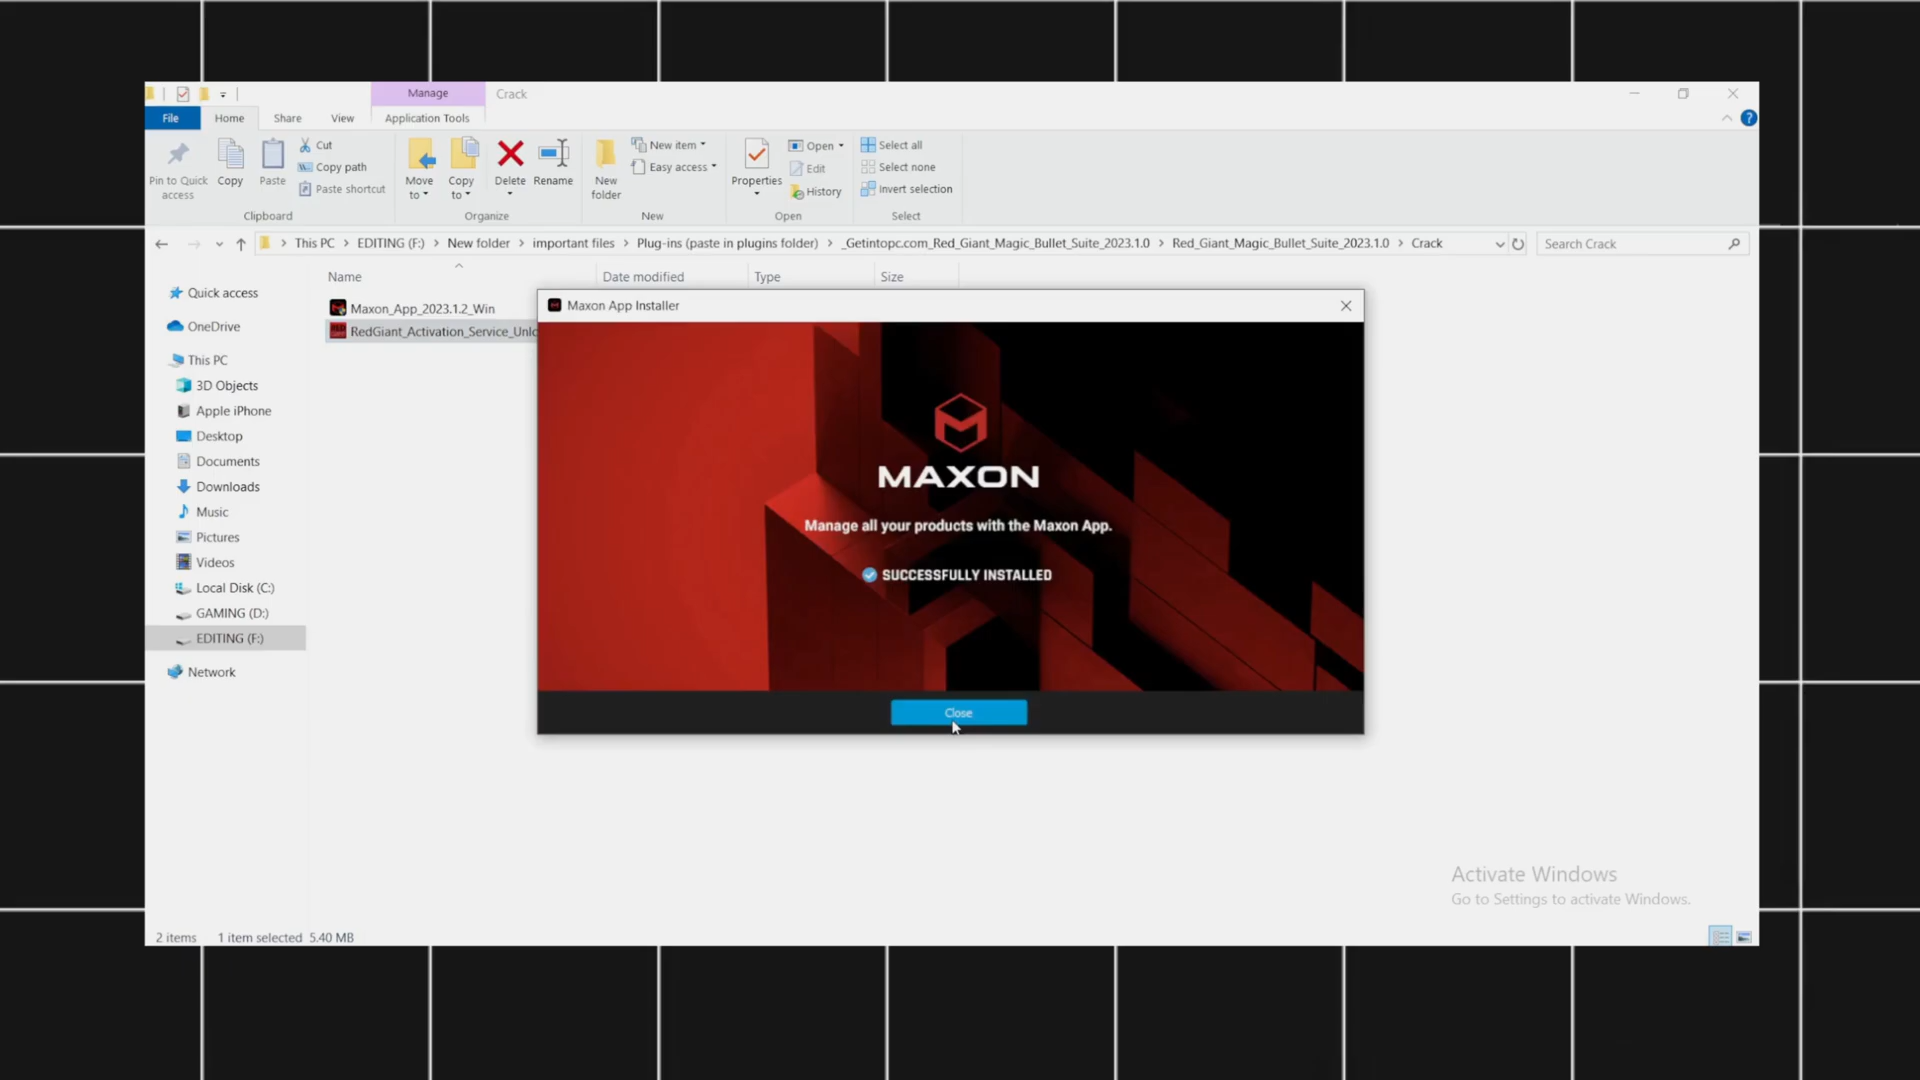 Manage
Crack
File
Home
Share
View
Application Tools
Pin to Quick
access
Copy
Paste
Cut
Copy path
Paste shortcut
Clipboard
Move
to
Copy
to
Delete
Rename
Organize
New
folder
New item
Easy access
New
Properties
Open
Edit
History
Open
Select all
Select none
Invert selection
Select
This PC > EDITING (F:) > New folder > important files > Plug-ins (paste in plugins folder) > _Getintopc.com_Red_Giant_Magic_Bullet_Suite_2023.1.0 > Red_Giant_Magic_Bullet_Suite_2023.1.0 > Crack
Search Crack
Name
Date modified
Type
Size
Quick access
OneDrive
This PC
3D Objects
Apple iPhone
Desktop
Documents
Downloads
Music
Pictures
Videos
Local Disk (C:)
GAMING (D:)
EDITING (F:)
Network
Maxon_App_2023.1.2_Win
RedGiant_Activation_Service_Unlo
Maxon App Installer
MAXON
Manage all your products with the Maxon App.
SUCCESSFULLY INSTALLED
Close
Activate Windows
Go to Settings to activate Windows.
2 items
1 item selected 5.40 MB